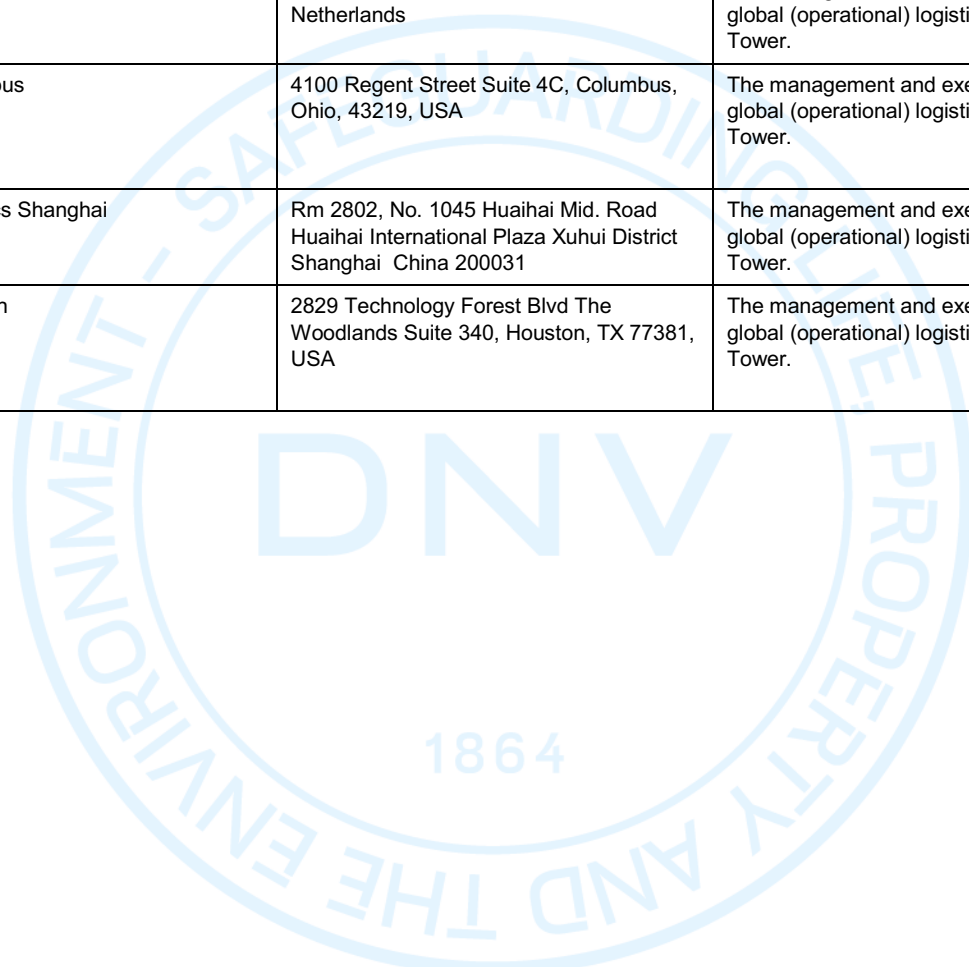 Netherlands
global (operational) logisti
Tower.
ous
4100 Regent Street Suite 4C, Columbus,
Ohio, 43219, USA
The management and exe
global (operational) logisti
Tower.
s Shanghai
Rm 2802, No. 1045 Huaihai Mid. Road
Huaihai International Plaza Xuhui District
Shanghai China 200031
The management and exe
global (operational) logisti
Tower.
n
2829 Technology Forest Blvd The
Woodlands Suite 340, Houston, TX 77381,
USA
The management and exe
global (operational) logisti
Tower.
SAFEGUARDING LIFE, PROPERTY AND THE ENVIRONMENT -
DNV
1864